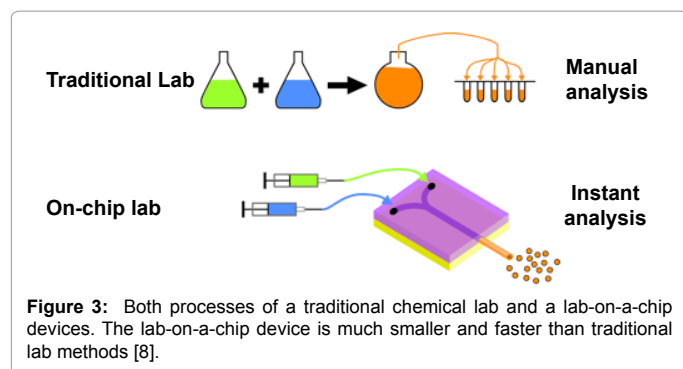 Traditional Lab
Manual
analysis
On-chip lab
Instant
analysis
Figure 3: Both processes of a traditional chemical lab and a lab-on-a-chip
devices. The lab-on-a-chip device is much smaller and faster than traditional
lab methods [8].